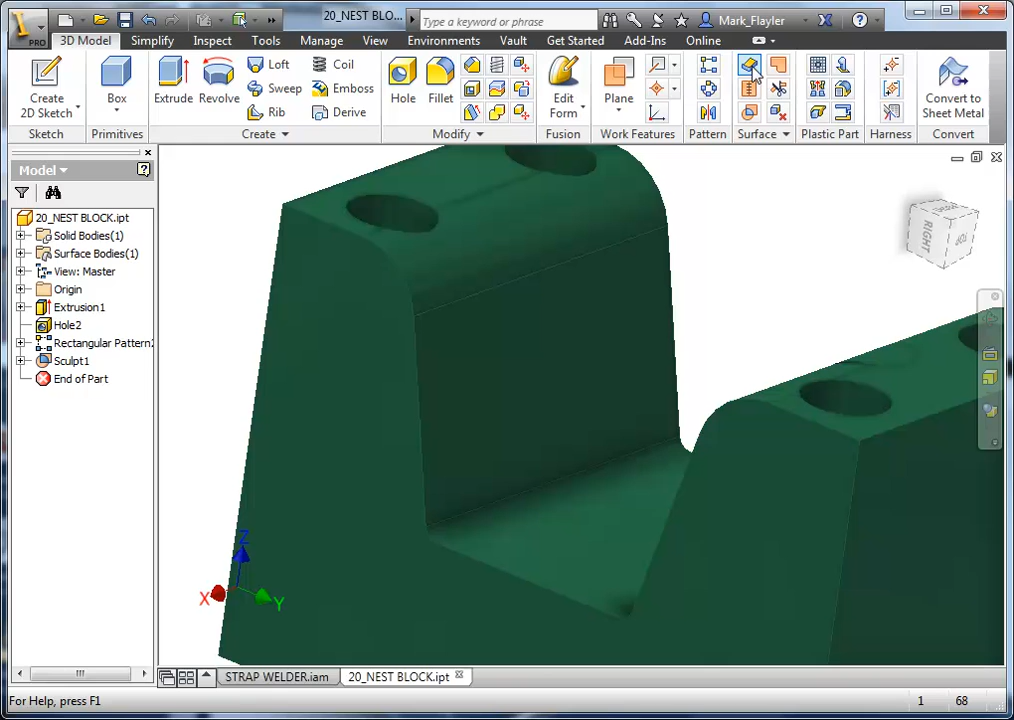 20_NEST BLO...
Type a keyword or phrase
Mark_Flayler
PRO
3D Model
Simplify
Inspect
Tools
Manage
View
Environments
Vault
Get Started
Add-Ins
Online
Create
2D Sketch
Box
Extrude
Revolve
Loft
Sweep
Rib
Coil
Emboss
Derive
Hole
Fillet
Edit
Form
Plane
Convert to
Sheet Metal
Sketch
Primitives
Create
Modify
Fusion
Work Features
Pattern
Surface
Plastic Part
Harness
Convert
Model
20_NEST BLOCK.ipt
Solid Bodies(1)
Surface Bodies(1)
View: Master
Origin
Extrusion1
Hole2
Rectangular Pattern2
Sculpt1
End of Part
RIGHT
TOP
Z
X
Y
STRAP WELDER.iam
20_NEST BLOCK.ipt
For Help, press F1
1
68